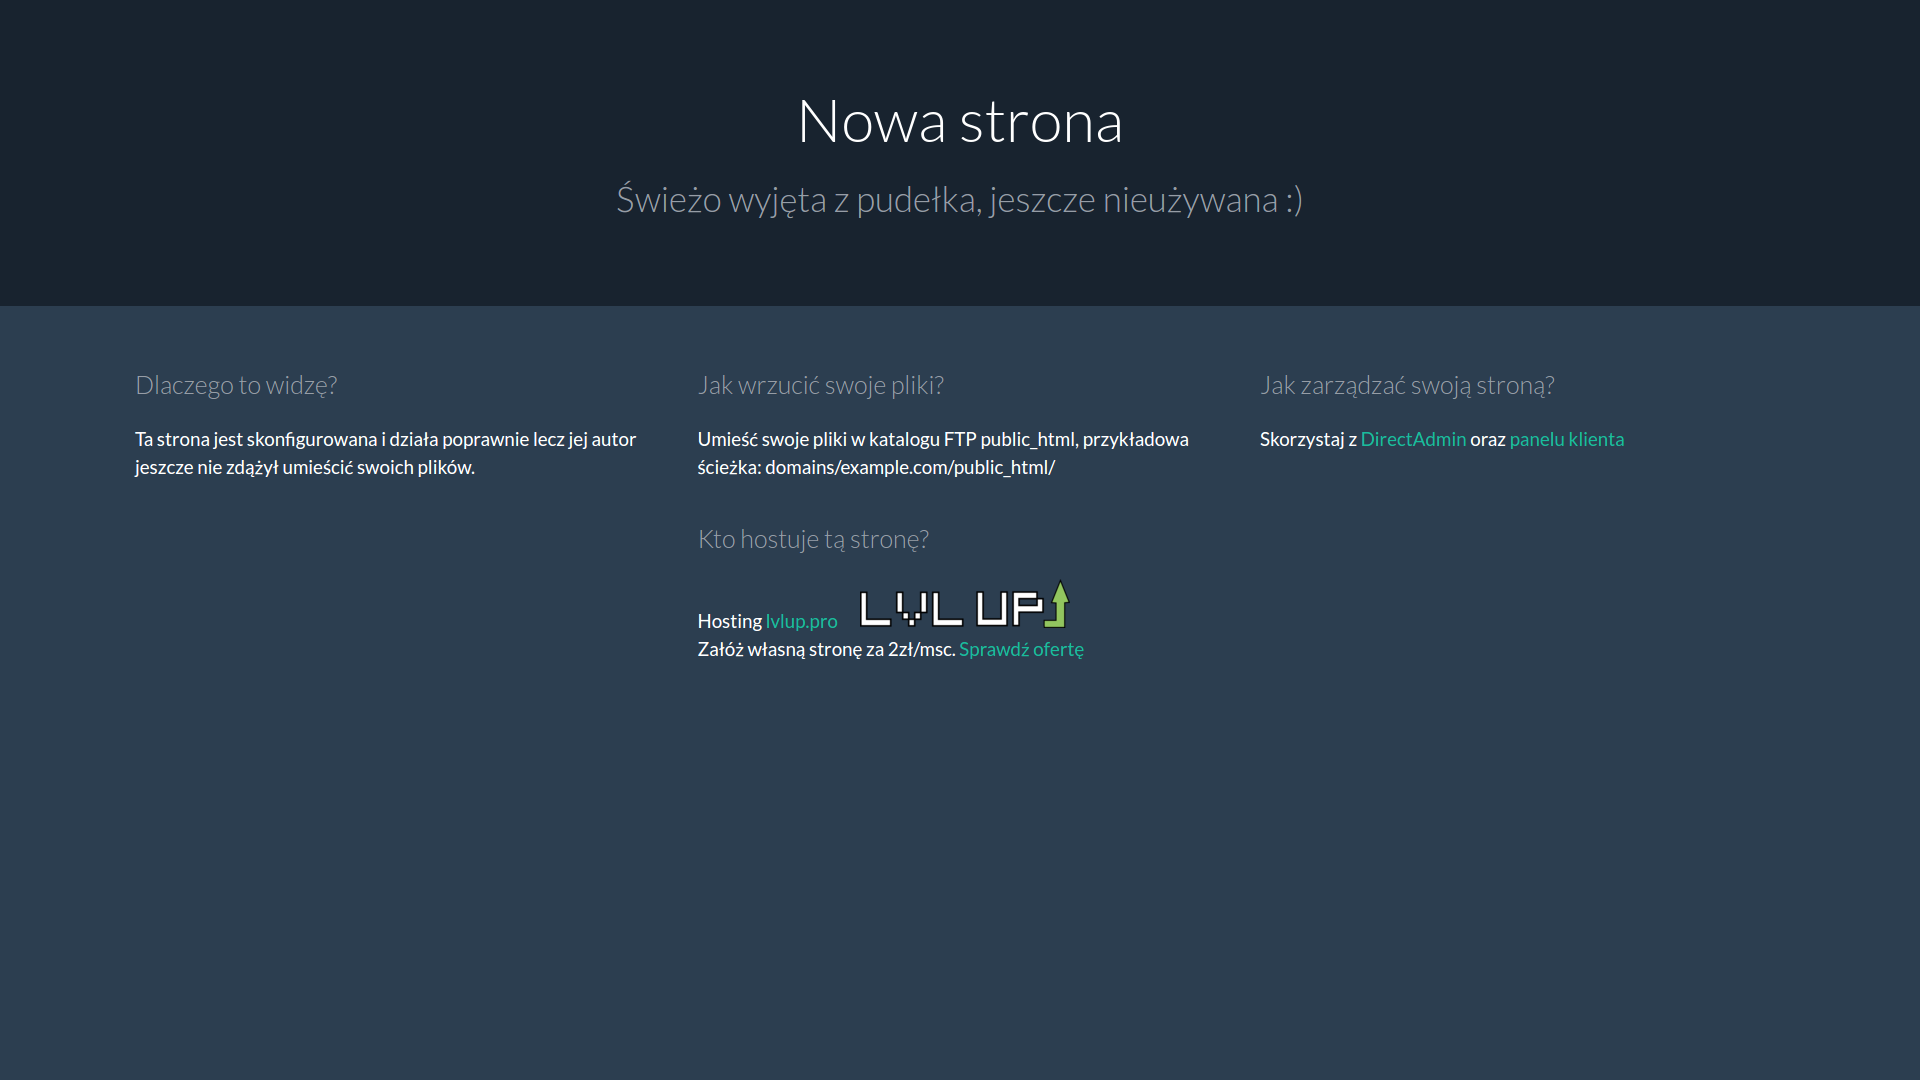 Nowa strona
Świeżo wyjęta z pudełka, jeszcze nieużywana :)
Dlaczego to widzę?
Ta strona jest skonfigurowana i działa poprawnie lecz jej autor
jeszcze nie zdążył umieścić swoich plików.
Jak wrzucić swoje pliki?
Umieść swoje pliki w katalogu FTP public_html, przykładowa
ścieżka: domains/example.com/public_html/
Jak zarządzać swoją stroną?
Skorzystaj z DirectAdmin oraz panelu klienta
Kto hostuje tą stronę?
Hosting lvlup.pro LVL UP
Załóż własną stronę za 2zł/msc. Sprawdź ofertę